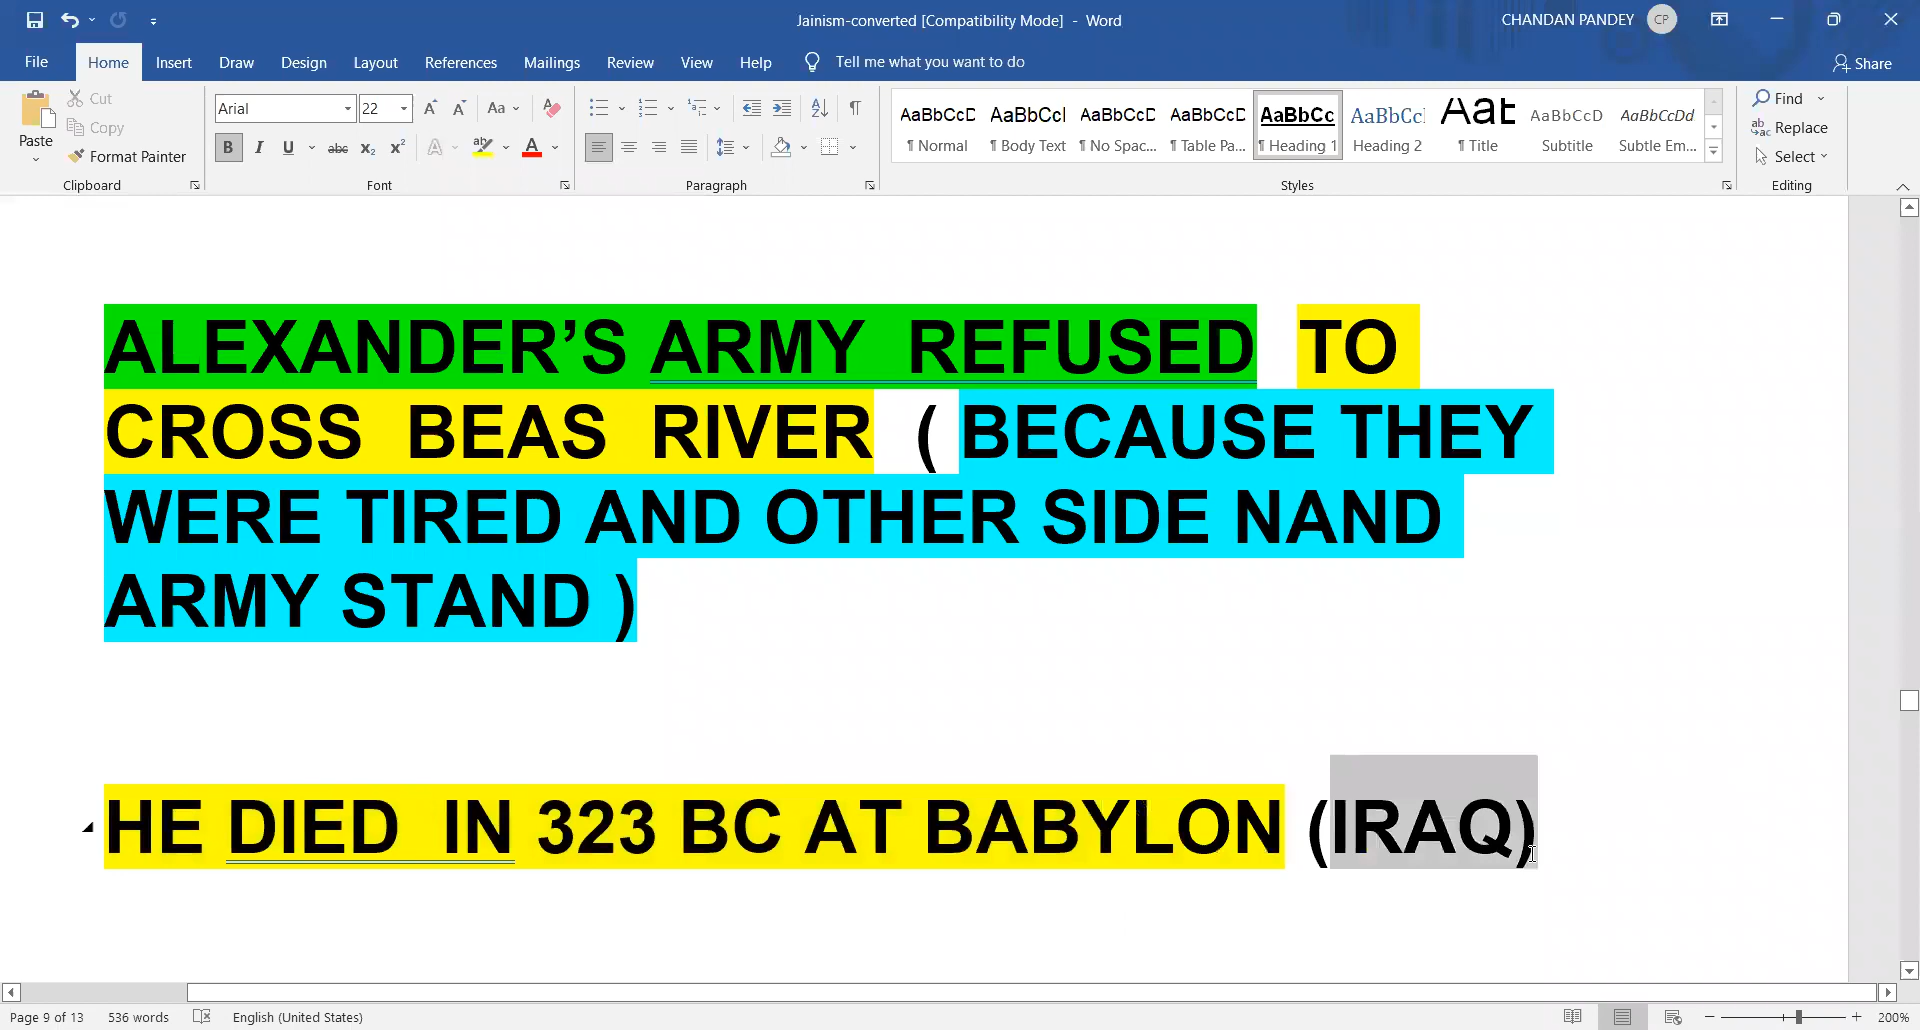 Jainism-converted [Compatibility Mode] - Word
CHANDAN PANDEY CP
File Home Insert Draw Design Layout References Mailings Review View Help Tell me what you want to do Share
Paste
Cut
Copy
Format Painter
Clipboard
Arial 22
Font
Paragraph
AaBbCcD AaBbCcl AaBbCcD AaBbCcD AaBbCc AaBbCc AaB AaBbCcD AaBbCcDd
¶ Normal ¶ Body Text ¶ No Spac... ¶ Table Pa... ¶ Heading 1 Heading 2 ¶ Title Subtitle Subtle Em...
Styles
Find
Replace
Select
Editing
ALEXANDER’S ARMY REFUSED TO
CROSS BEAS RIVER ( BECAUSE THEY
WERE TIRED AND OTHER SIDE NAND
ARMY STAND )
HE DIED IN 323 BC AT BABYLON (IRAQ)
Page 9 of 13 536 words English (United States) 200%